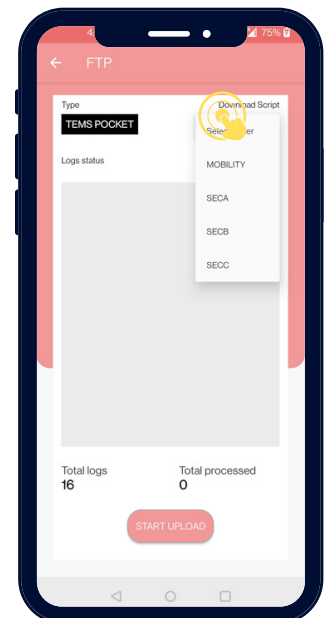 4
75%
FTP
Type
Download Script
TEMS POCKET
Logs status
MOBILITY
SECA
SECB
SECC
Total logs
Total processed
16
0
START UPLOAD